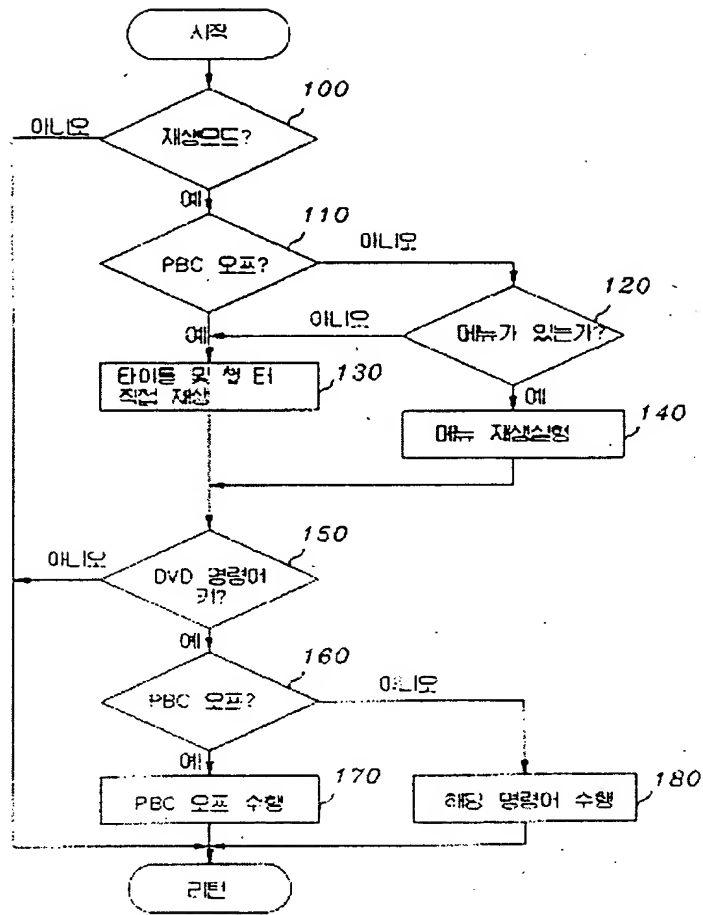 시작
100
아니오
재생모드?
예
110
PBC 오프?
아니오
120
메뉴가 있는가?
아니오
예
타이틀 및 챕터
직접 재생
130
예
메뉴 재생실행
140
150
아니오
DVD 명령어
키?
예
160
PBC 오프?
아니오
예
170
PBC 오프 수행
해당 명령어 수행
180
리턴